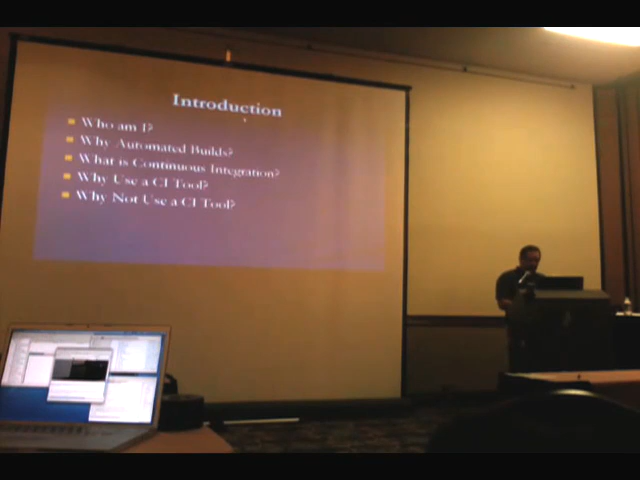 Introduction
Who am I?
Why Automated Builds?
What is Continuous Integration?
Why Use a CI Tool?
Why Not Use a CI Tool?